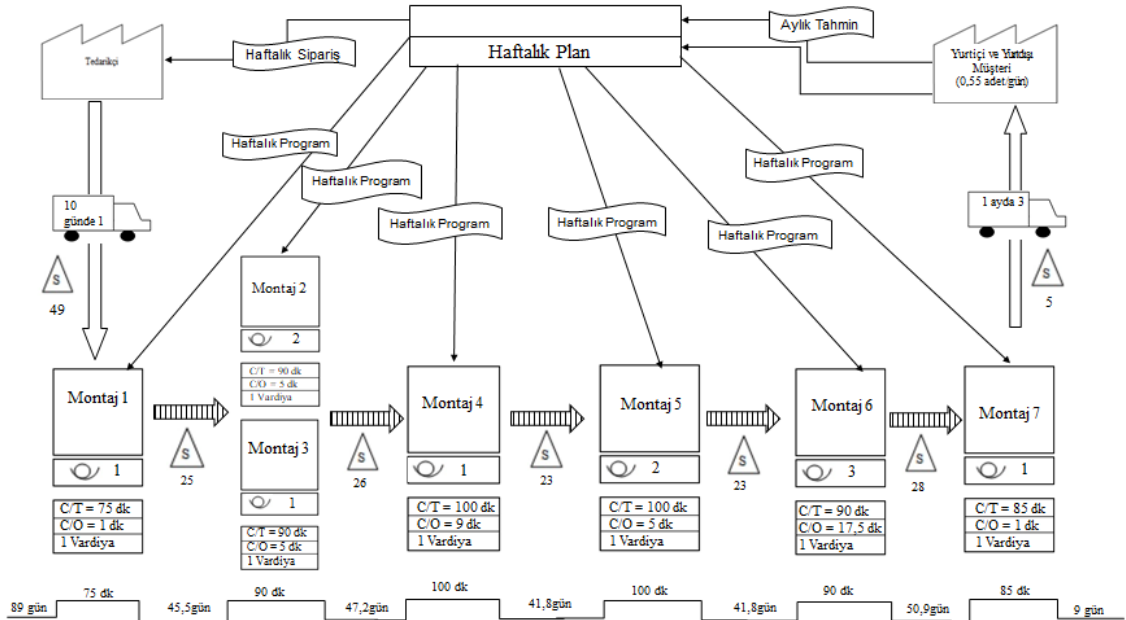 Aylık Tahmin
Haftalık Sipariş
Haftalık Plan
Tedarikçi
Yurtiçi ve Yurtdışı
Müşteri
(0,55 adet/gün)
Haftalık Program
Haftalık Program
Haftalık Program
Haftalık Program
Haftalık Program
Haftalık Program
10
günde 1
1 ayda 3
S
49
S
5
Montaj 2
2
C/T = 90 dk
C/O = 5 dk
1 Vardiya
Montaj 1
1
C/T = 75 dk
C/O = 1 dk
1 Vardiya
S
25
Montaj 3
1
C/T = 90 dk
C/O = 5 dk
1 Vardiya
S
26
Montaj 4
1
C/T = 100 dk
C/O = 9 dk
1 Vardiya
S
23
Montaj 5
2
C/T = 100 dk
C/O = 5 dk
1 Vardiya
S
23
Montaj 6
3
C/T = 90 dk
C/O = 17,5 dk
1 Vardiya
S
28
Montaj 7
1
C/T = 85 dk
C/O = 1 dk
1 Vardiya
89 gün
75 dk
45,5gün
90 dk
47,2gün
100 dk
41,8gün
100 dk
41,8gün
90 dk
50,9gün
85 dk
9 gün